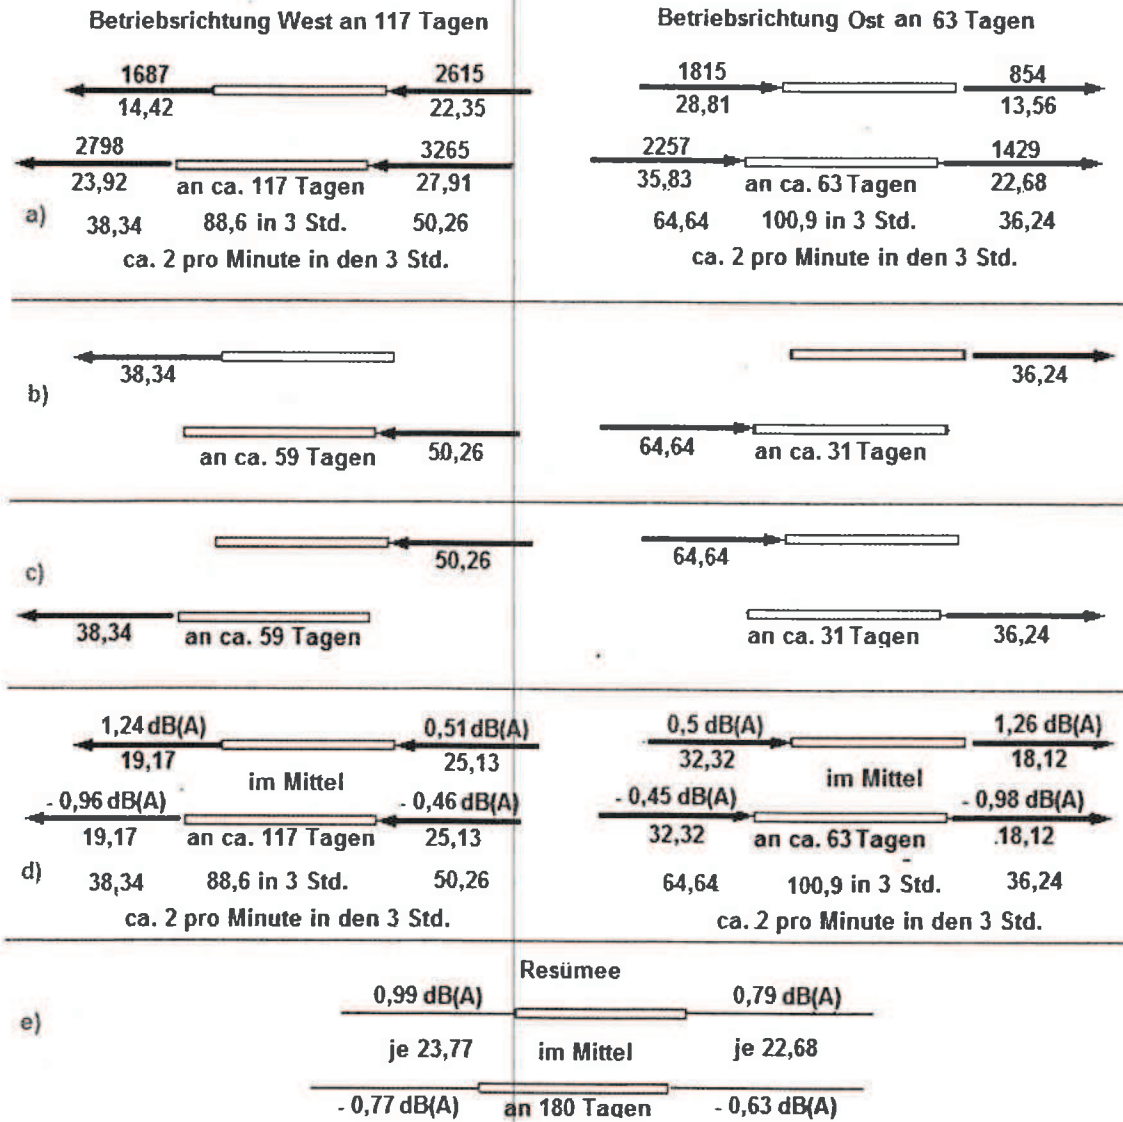 Betriebsrichtung West an 117 Tagen
Betriebsrichtung Ost an 63 Tagen
1687 2615 1815 854
14,42 22,35 28,81 13,56
2798 3265 2257 1429
23,92 an ca. 117 Tagen 27,91 35,83 an ca. 63 Tagen 22,68
a) 38,34 88,6 in 3 Std. 50,26 64,64 100,9 in 3 Std. 36,24
ca. 2 pro Minute in den 3 Std. ca. 2 pro Minute in den 3 Std.
38,34 36,24
b)
an ca. 59 Tagen 50,26 64,64 an ca. 31 Tagen
50,26 64,64
c)
38,34 an ca. 59 Tagen an ca. 31 Tagen 36,24
1,24 dB(A) 0,51 dB(A) 0,5 dB(A) 1,26 dB(A)
19,17 im Mittel 25,13 32,32 im Mittel 18,12
- 0,96 dB(A) - 0,46 dB(A) - 0,45 dB(A) - 0,98 dB(A)
19,17 an ca. 117 Tagen 25,13 32,32 an ca. 63 Tagen 18,12
d) 38,34 88,6 in 3 Std. 50,26 64,64 100,9 in 3 Std. 36,24
ca. 2 pro Minute in den 3 Std. ca. 2 pro Minute in den 3 Std.
Resümee
0,99 dB(A) 0,79 dB(A)
e)
je 23,77 im Mittel je 22,68
- 0,77 dB(A) an 180 Tagen - 0,63 dB(A)